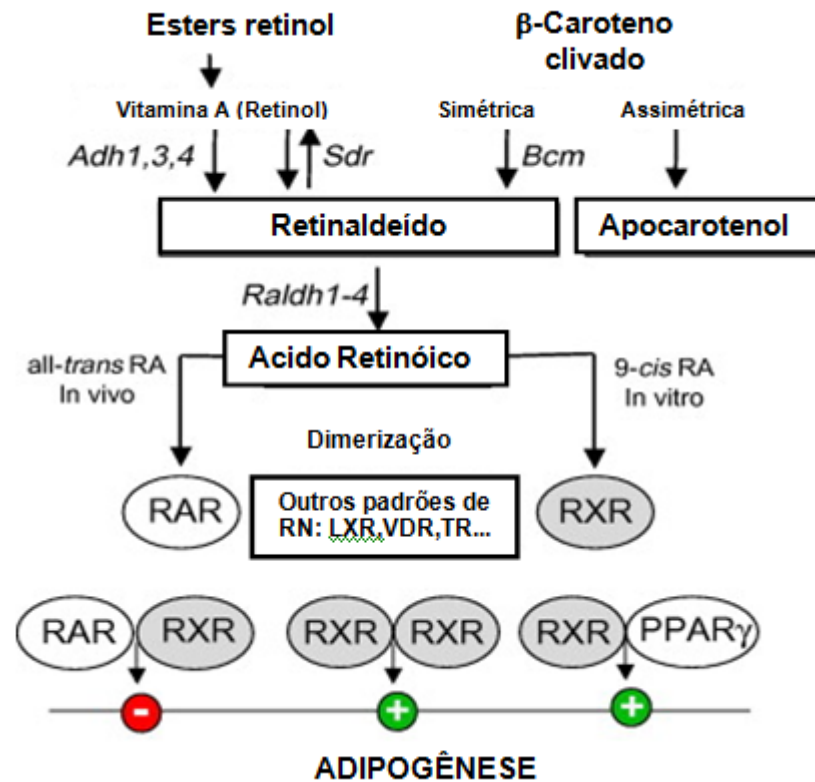 Esters retinol
β-Caroteno
clivado
Vitamina A (Retinol)
Simétrica
Assimétrica
Adh1,3,4
Sdr
Bcm
Retinaldeído
Apocarotenol
Raldh1-4
Acido Retinóico
all-trans RA
In vivo
9-cis RA
In vitro
Dimerização
RAR
Outros padrões de
RN: LXR,VDR,TR...
RXR
RAR RXR
RXR RXR
RXR PPARγ
-
+
+
ADIPOGÊNESE